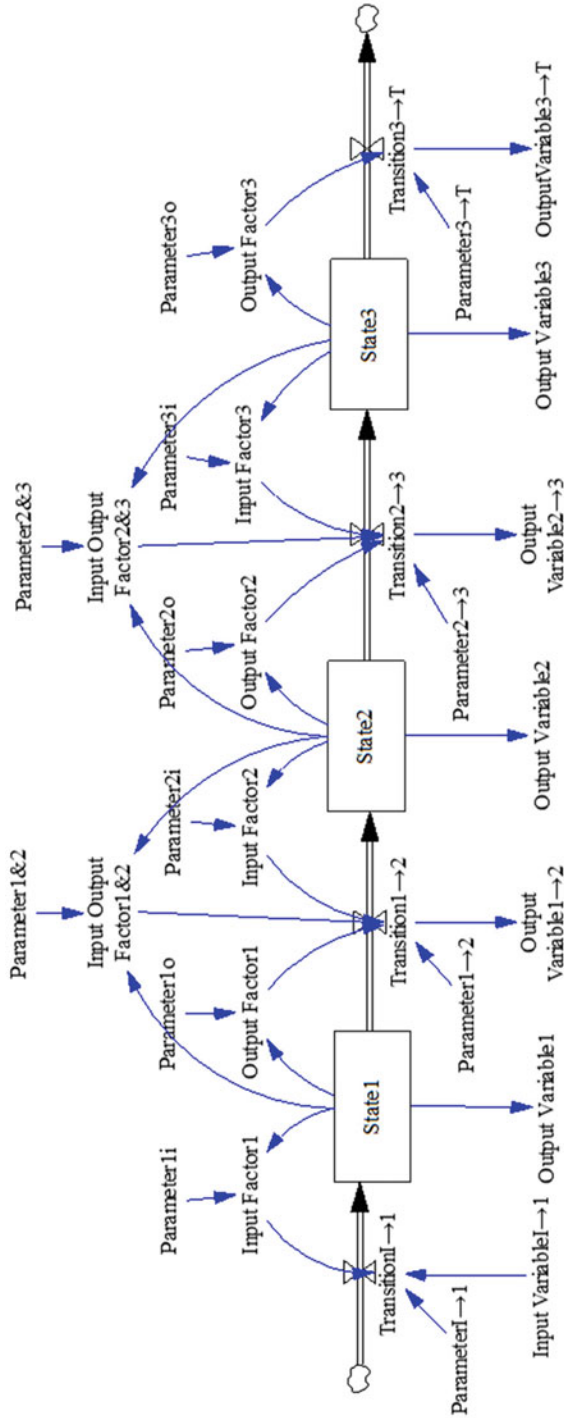 Parameter1&2
Parameter2&3
Input Output
Factor1&2
Input Output
Factor2&3
Parameter1i
Parameter1o
Parameter2i
Parameter2o
Parameter3i
Parameter3o
Input Factor1
Output Factor1
Input Factor2
Output Factor2
Input Factor3
Output Factor3
State1
State2
State3
TransitionI→1
Transition1→2
Transition2→3
Transition3→T
ParameterI→1
Parameter1→2
Parameter2→3
Parameter3→T
Input VariableI→1
Output Variable1
Output
Variable1→2
Output Variable2
Output
Variable2→3
Output Variable3
OutputVariable3→T